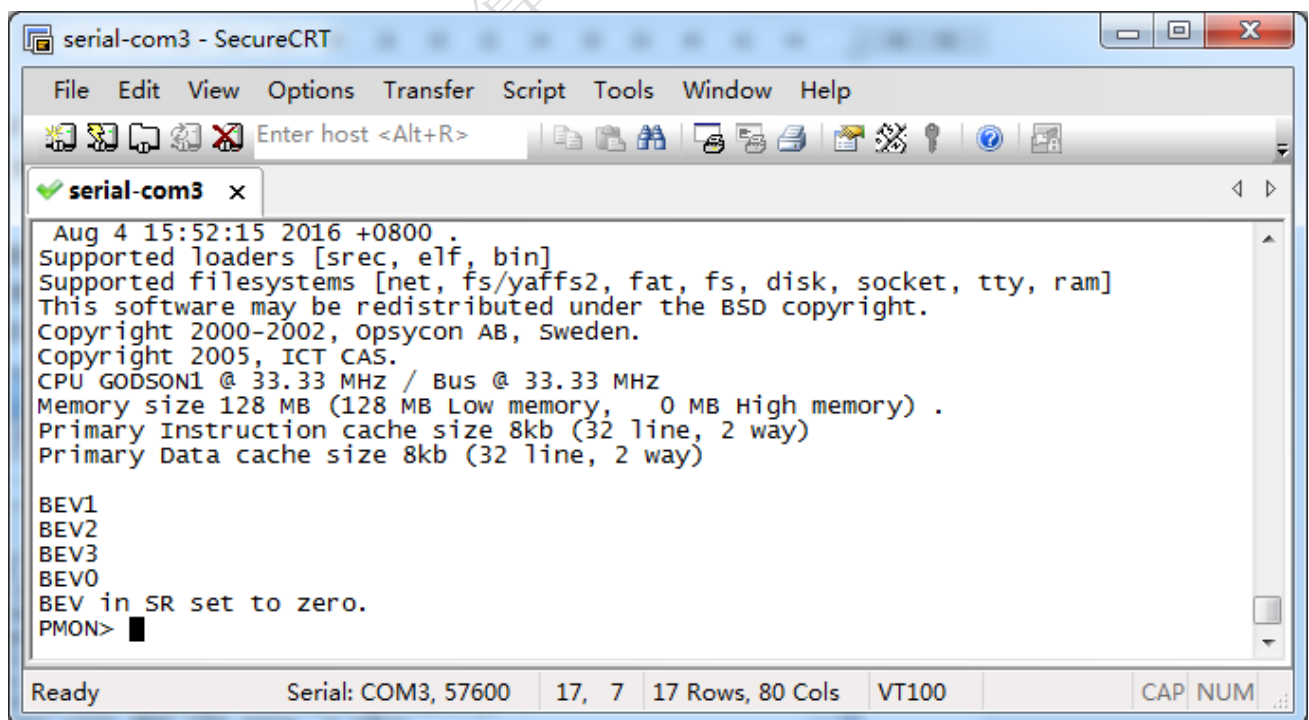 serial-com3 - SecureCRT
File Edit View Options Transfer Script Tools Window Help
Enter host <Alt+R>
serial-com3 x
Aug 4 15:52:15 2016 +0800 .
Supported loaders [srec, elf, bin]
Supported filesystems [net, fs/yaffs2, fat, fs, disk, socket, tty, ram]
This software may be redistributed under the BSD copyright.
Copyright 2000-2002, Opsycon AB, Sweden.
Copyright 2005, ICT CAS.
CPU GODSON1 @ 33.33 MHz / Bus @ 33.33 MHz
Memory size 128 MB (128 MB Low memory,   0 MB High memory) .
Primary Instruction cache size 8kb (32 line, 2 way)
Primary Data cache size 8kb (32 line, 2 way)
BEV1
BEV2
BEV3
BEV0
BEV in SR set to zero.
PMON>
Ready Serial: COM3, 57600 17, 7 17 Rows, 80 Cols VT100 CAP NUM